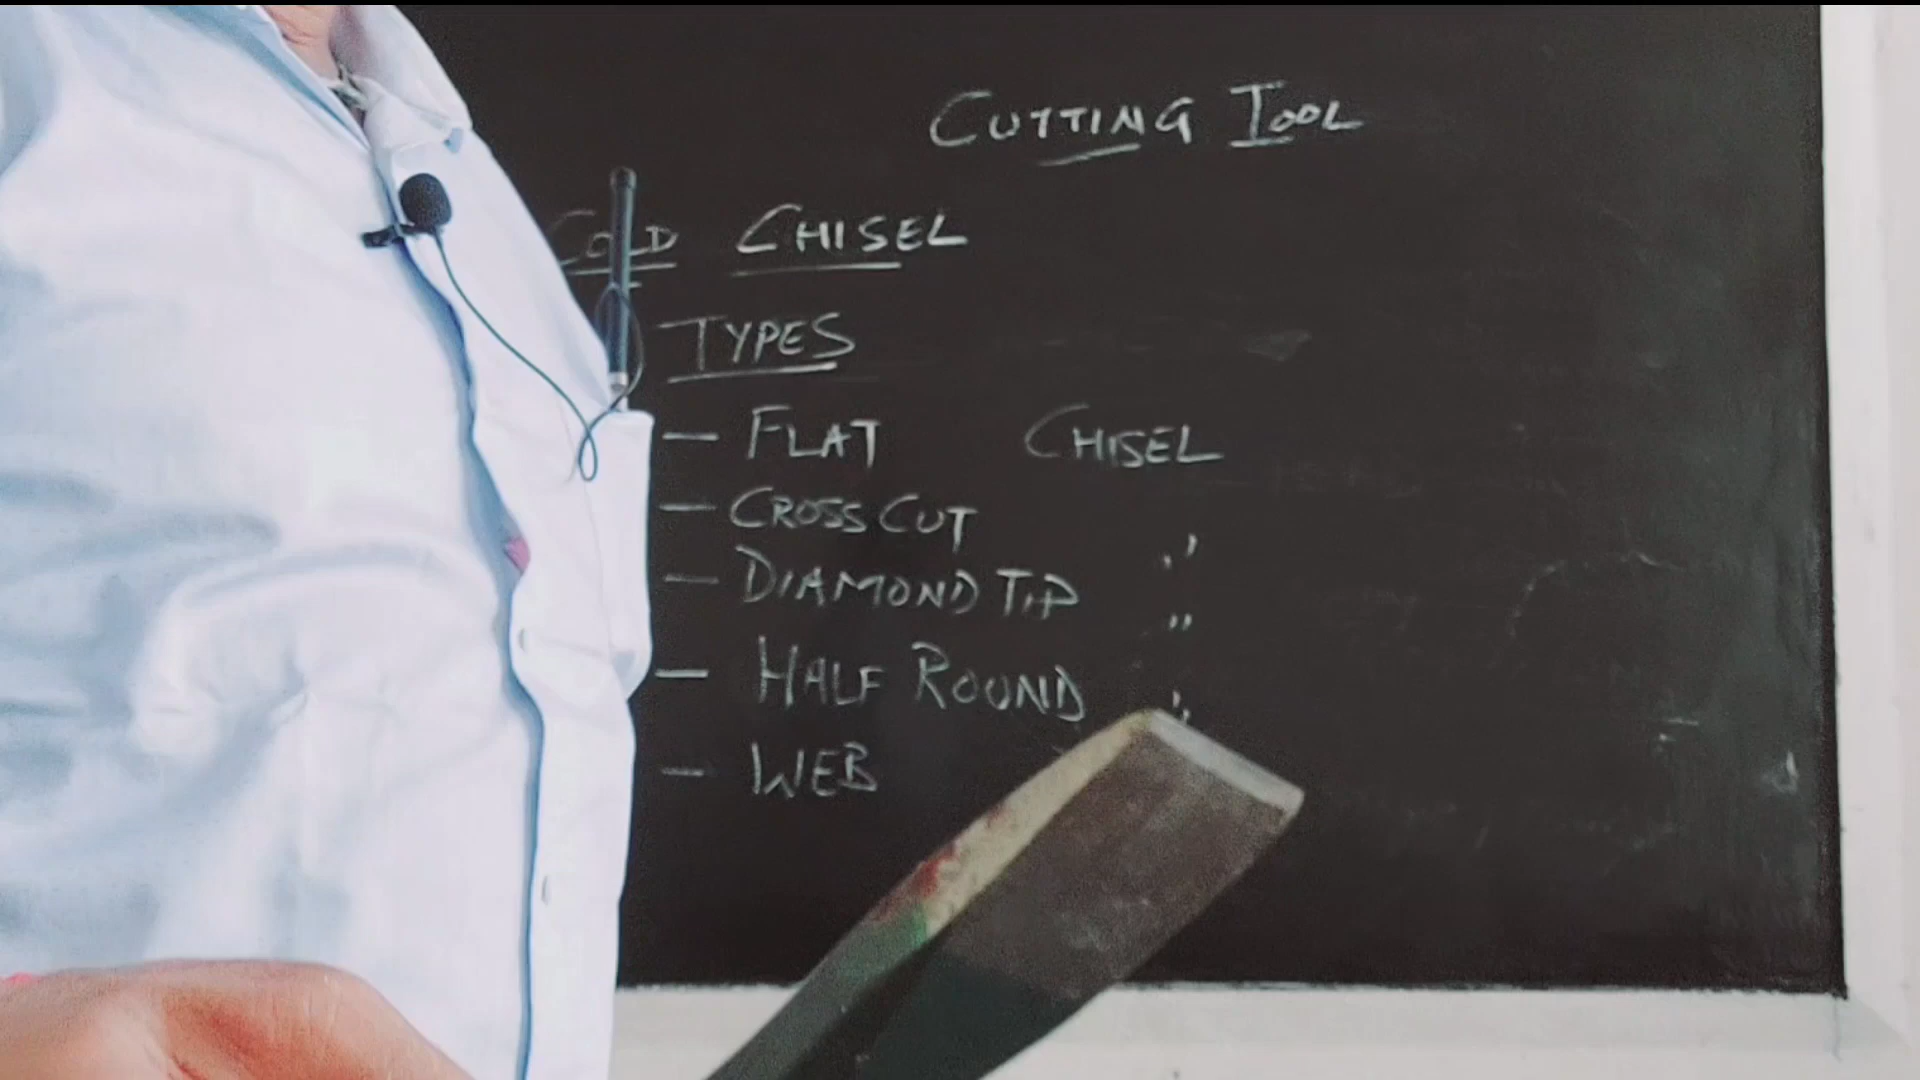 CUTTING TOOL
COLD CHISEL
TYPES
— FLAT CHISEL
— CROSS CUT ,,
— DIAMOND TIP ,,
— HALF ROUND ,,
— WEB